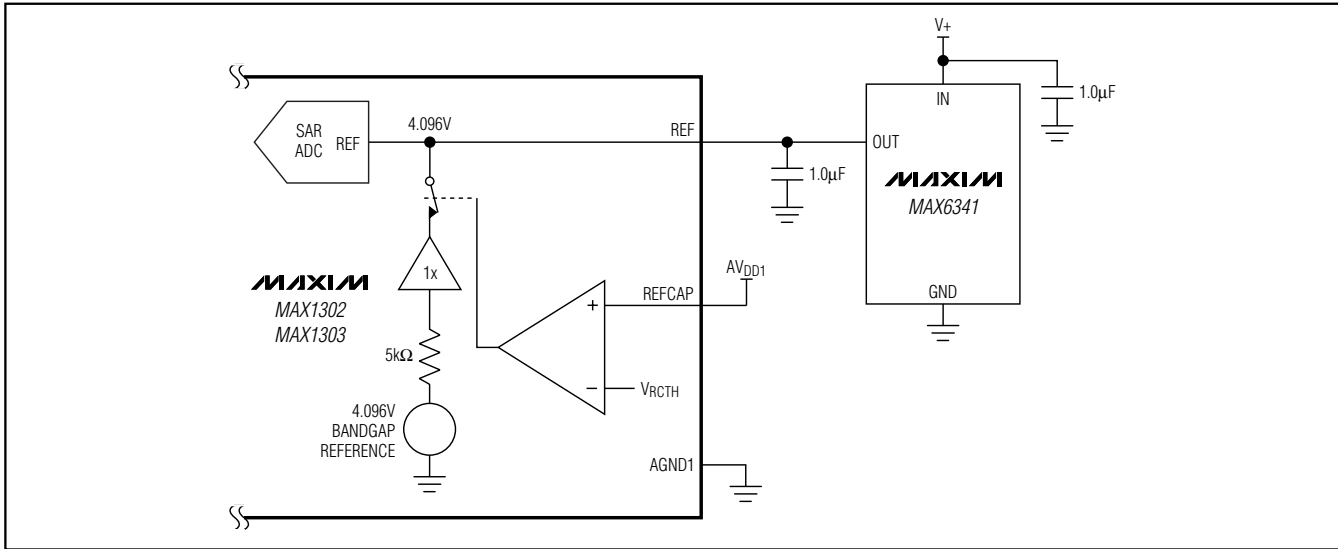 V+
IN
1.0µF
SAR
ADC
REF
4.096V
REF
OUT
1.0µF
MAXIM
MAX6341
GND
1x
MAXIM
MAX1302
MAX1303
AVDD1
REFCAP
+
−
VRCTH
5kΩ
4.096V
BANDGAP
REFERENCE
AGND1